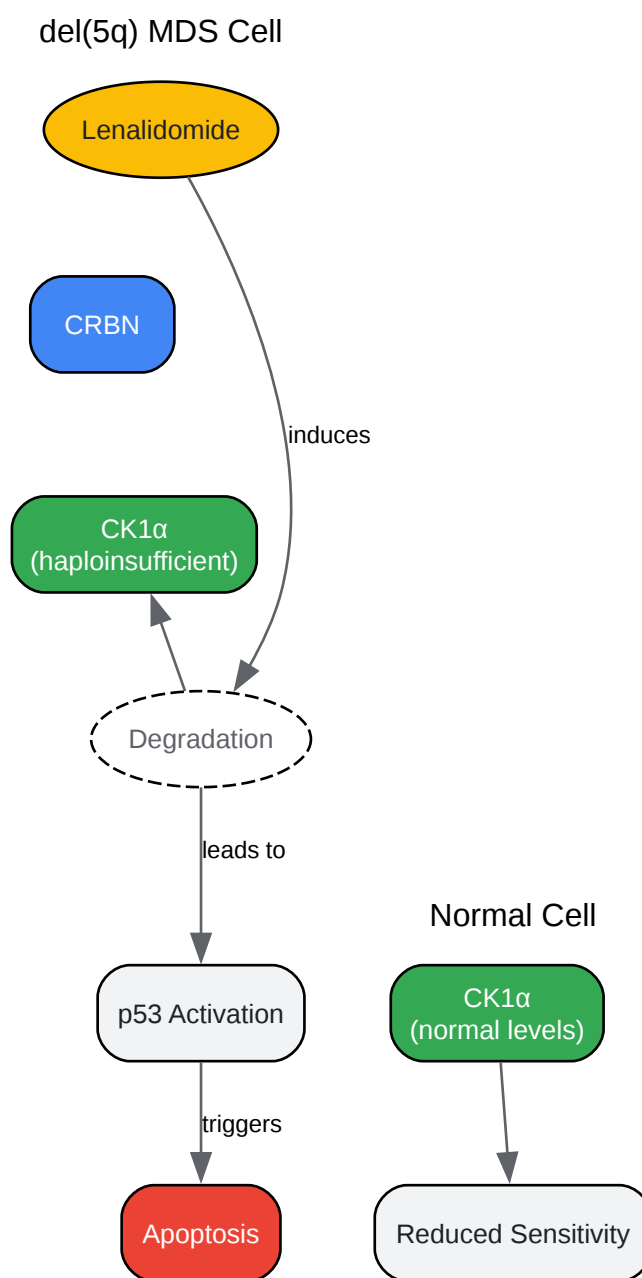 del(5q) MDS Cell
Lenalidomide
CRBN
induces
CK1α
(haploinsufficient)
Degradation
leads to
p53 Activation
triggers
Apoptosis
Normal Cell
CK1α
(normal levels)
Reduced Sensitivity